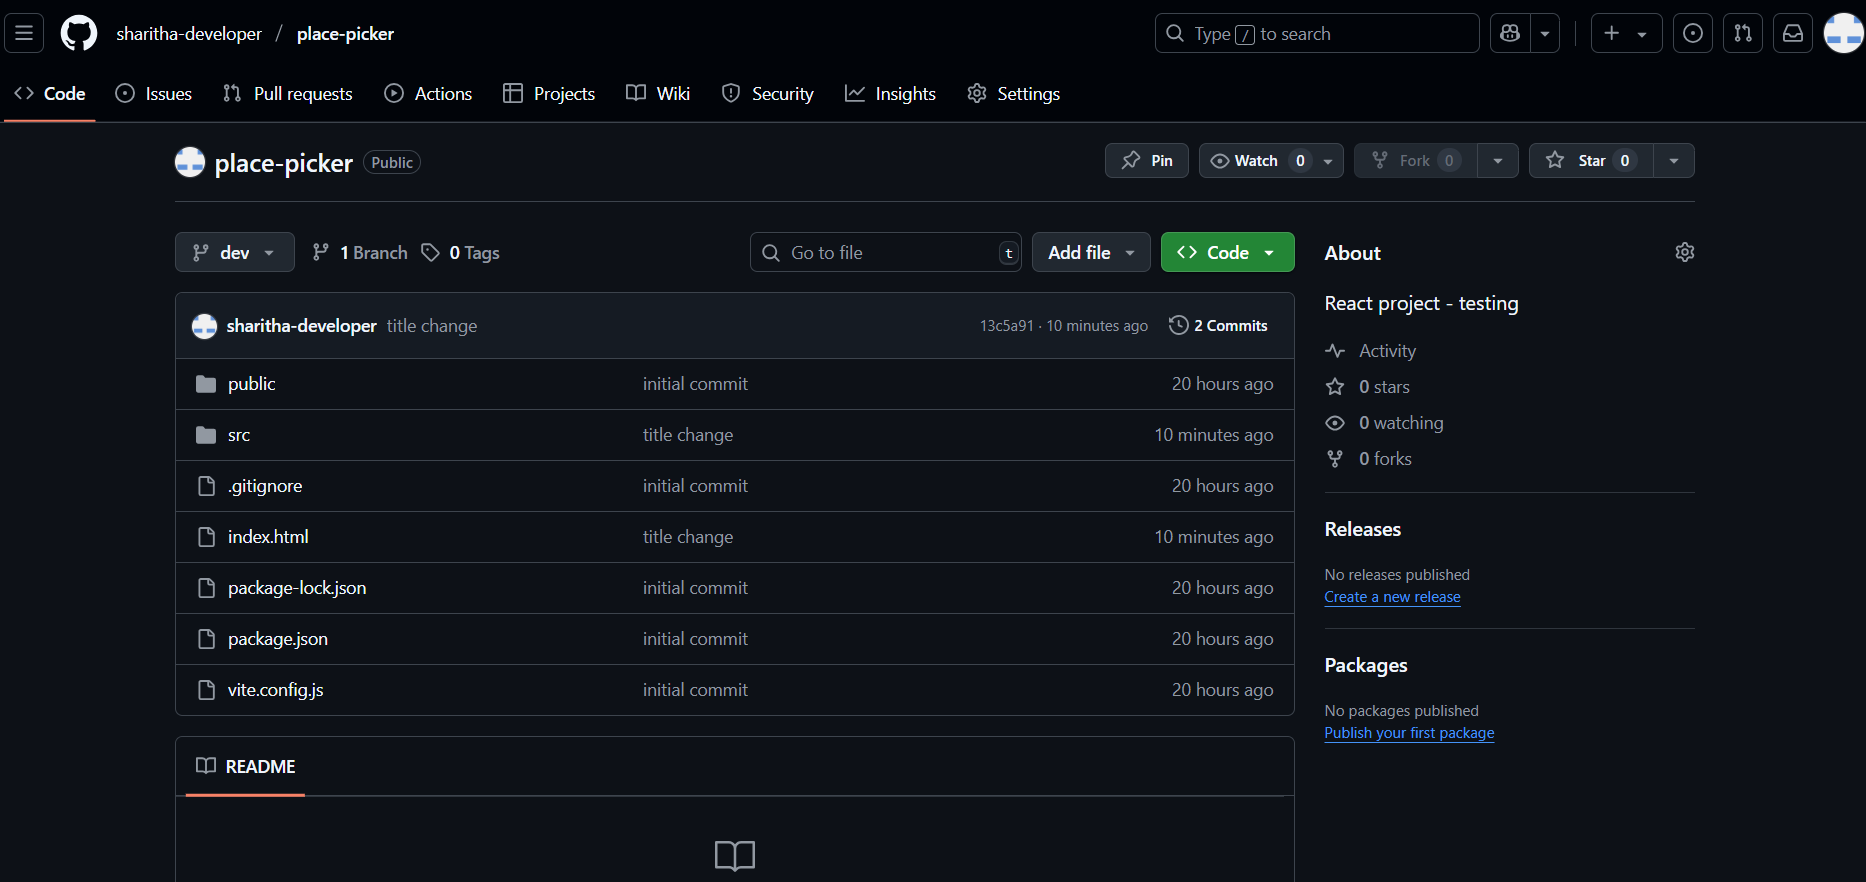 sharitha-developer / place-picker
Type / to search
Code Issues Pull requests Actions Projects Wiki Security Insights Settings
place-picker Public
Pin Watch 0 Fork 0 Star 0
dev 1 Branch 0 Tags Go to file t Add file Code
About
React project - testing
sharitha-developer title change 13c5a91 · 10 minutes ago 2 Commits
public initial commit 20 hours ago
src title change 10 minutes ago
.gitignore initial commit 20 hours ago
index.html title change 10 minutes ago
package-lock.json initial commit 20 hours ago
package.json initial commit 20 hours ago
vite.config.js initial commit 20 hours ago
README
Activity
0 stars
0 watching
0 forks
Releases
No releases published
Create a new release
Packages
No packages published
Publish your first package